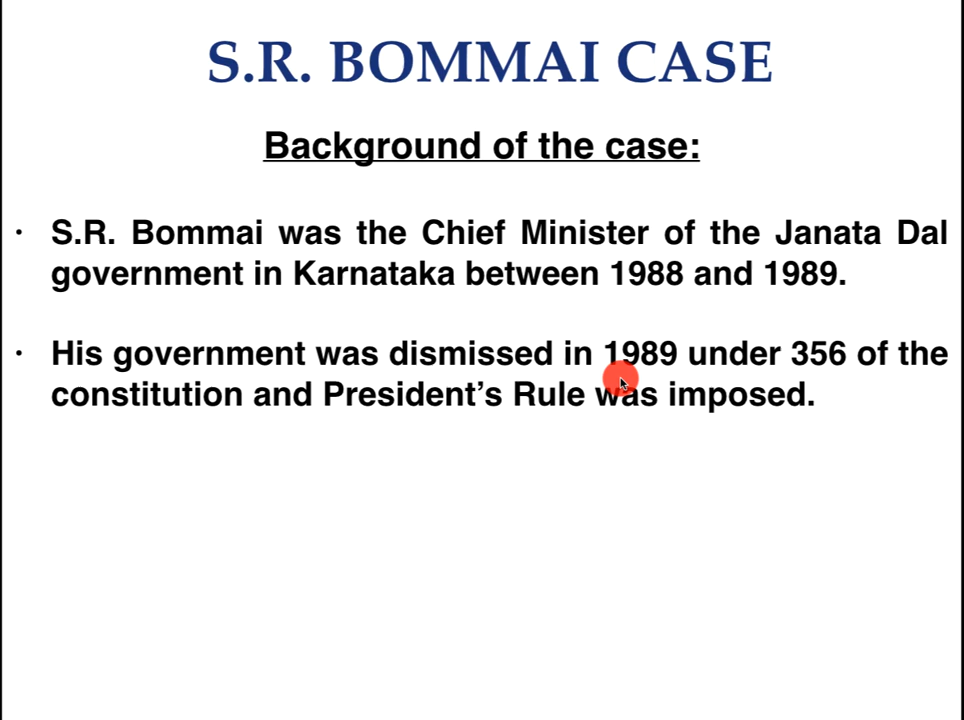 S.R. BOMMAI CASE
Background of the case:
· S.R. Bommai was the Chief Minister of the Janata Dal
government in Karnataka between 1988 and 1989.
· His government was dismissed in 1989 under 356 of the
constitution and President’s Rule was imposed.